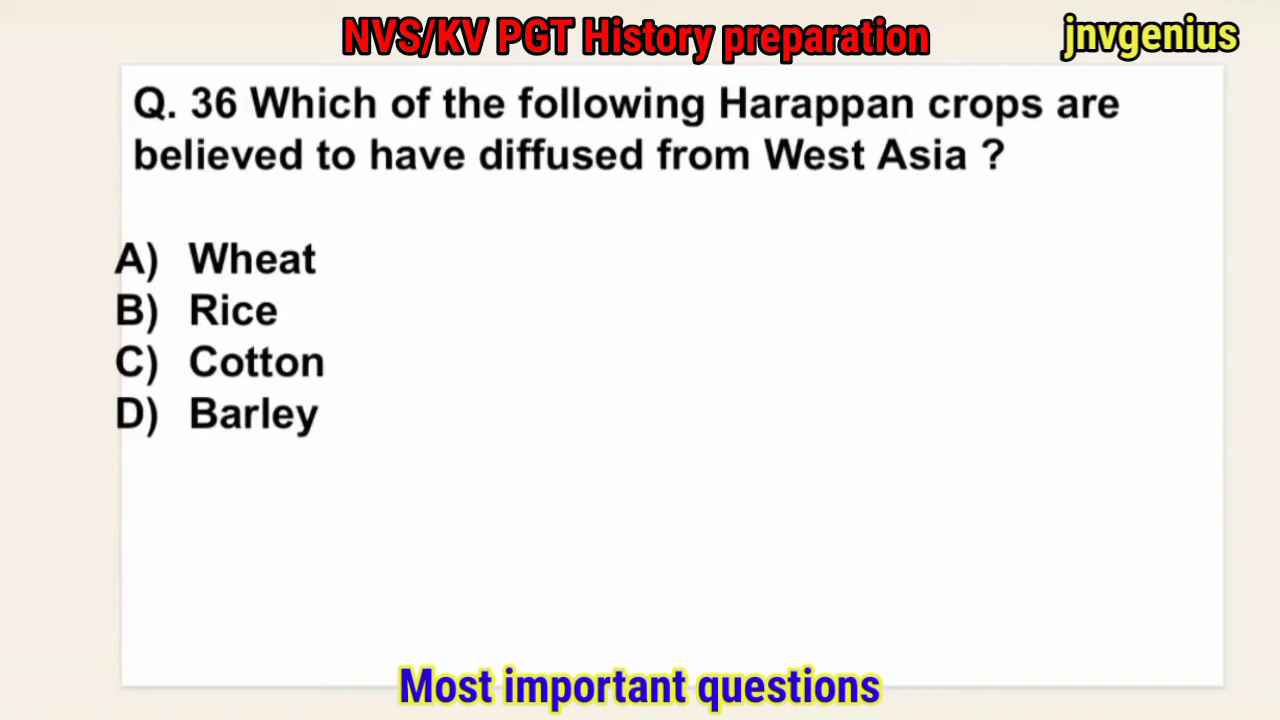 NVS/KV PGT History preparation
jnvgenius
Q. 36 Which of the following Harappan crops are
believed to have diffused from West Asia ?
A) Wheat
B) Rice
C) Cotton
D) Barley
Most important questions